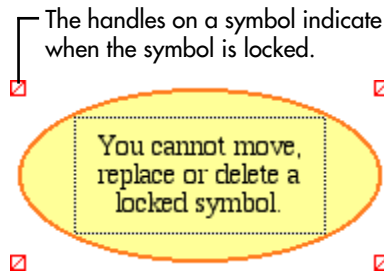 The handles on a symbol indicate
when the symbol is locked.
You cannot move,
replace or delete a
locked symbol.